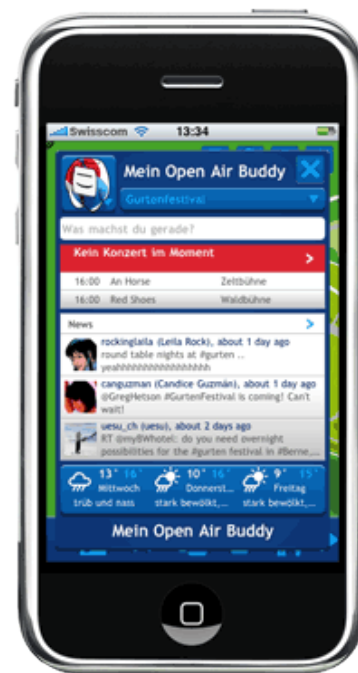 Swisscom 13:34
Mein Open Air Buddy
Gurtenfestival
Was machst du gerade?
Kein Konzert im Moment
16:00 An Horse Zeltbühne
16:00 Red Shoes Waldbühne
News
rockinglaila (Leila Rock), about 1 day ago
round table nights at #gurten ..
yeahhhhhhhhhhhhhhhhhh
canguzman (Candice Guzmán), about 1 day ago
@GregHetson #GurtenFestival is coming! Can't
wait!
uesu_ch (uesu), about 2 days ago
RT @myBWhotel: do you need overnight
possibilities for the #gurten festival in #Berne,...
13° 16° 10° 16° 9° 15°
Mittwoch Donnerst... Freitag
trüb und nass stark bewölkt,... stark bewölkt,...
Mein Open Air Buddy